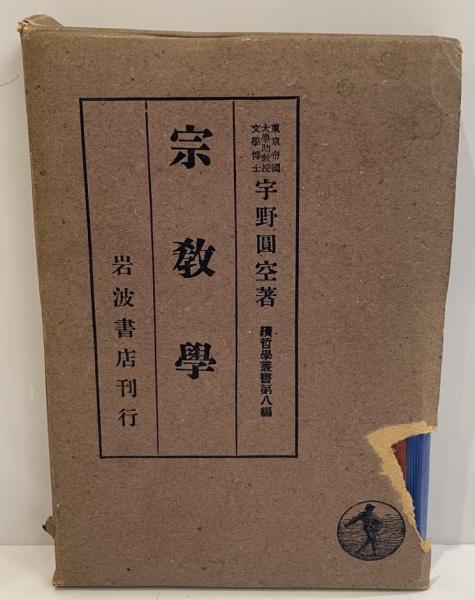 東京帝國
大學助教授
文學博士
宇野圓空著
續哲學叢書第八編
宗教學
岩波書店刊行